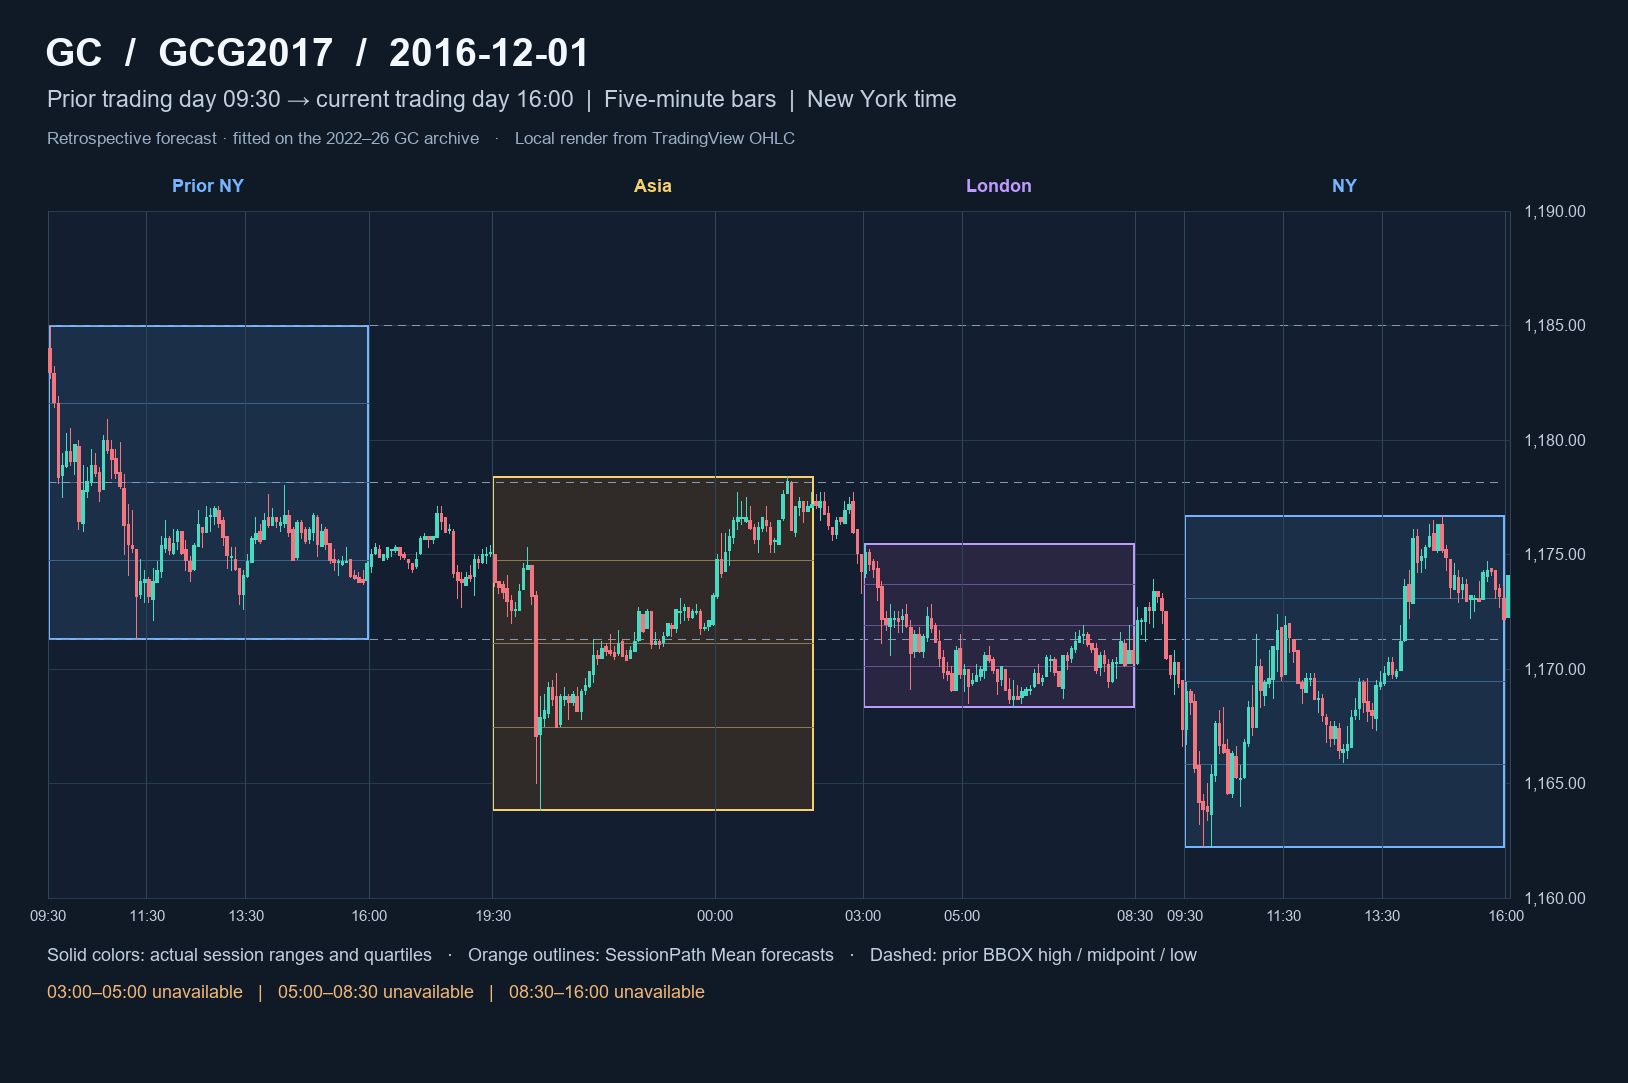 GC / GCG2017 / 2016-12-01
Prior trading day 09:30 → current trading day 16:00 | Five-minute bars | New York time
Retrospective forecast · fitted on the 2022–26 GC archive · Local render from TradingView OHLC
Prior NY Asia London NY
1,190.00
1,185.00
1,180.00
1,175.00
1,170.00
1,165.00
1,160.00
09:30 11:30 13:30 16:00 19:30 00:00 03:00 05:00 08:30 09:30 11:30 13:30 16:00
Solid colors: actual session ranges and quartiles · Orange outlines: SessionPath Mean forecasts · Dashed: prior BBOX high / midpoint / low
03:00–05:00 unavailable | 05:00–08:30 unavailable | 08:30–16:00 unavailable